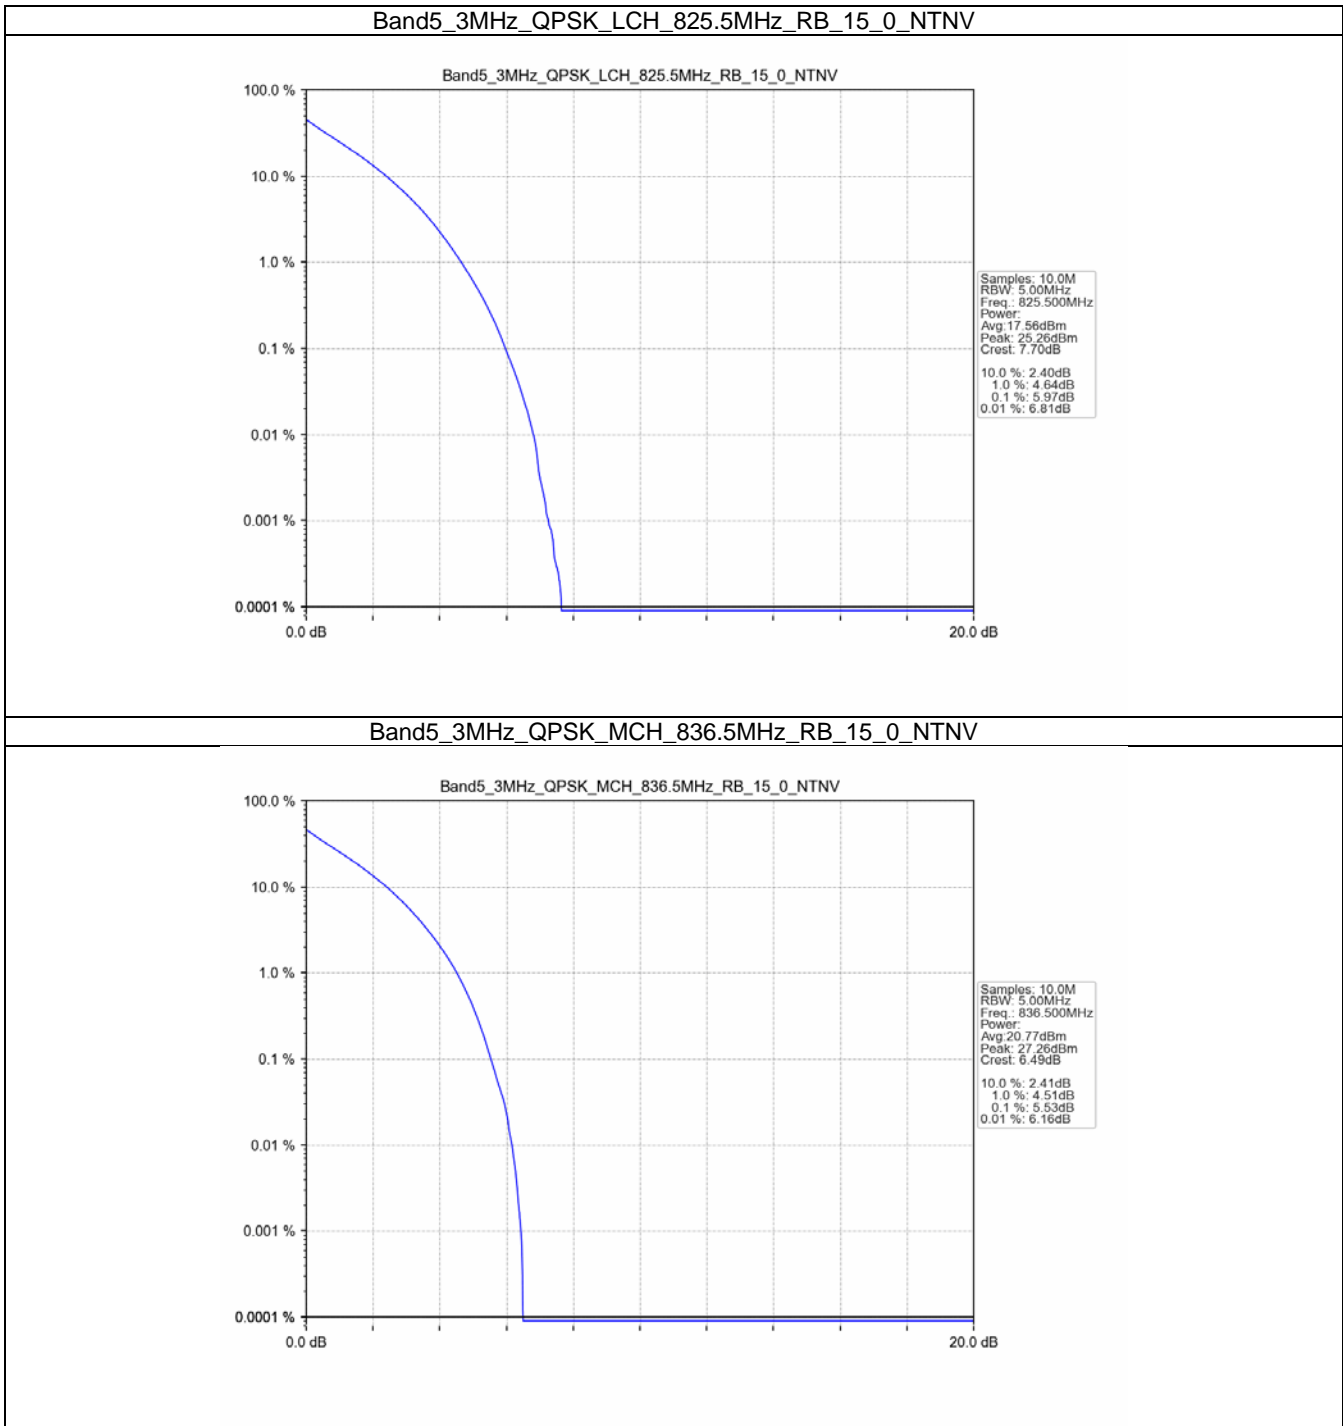 Band5_3MHz_QPSK_LCH_825.5MHz_RB_15_0_NTNV
Band5_3MHz_QPSK_LCH_825.5MHz_RB_15_0_NTNV
100.0 %
10.0 %
1.0 %
0.1 %
0.01 %
0.001 %
0.0001 %
0.0 dB
20.0 dB
Samples: 10.0M
RBW: 5.00MHz
Freq.: 825.500MHz
Power:
Avg:17.56dBm
Peak: 25.26dBm
Crest: 7.70dB
10.0 %: 2.40dB
1.0 %: 4.64dB
0.1 %: 5.97dB
0.01 %: 6.81dB
Band5_3MHz_QPSK_MCH_836.5MHz_RB_15_0_NTNV
Band5_3MHz_QPSK_MCH_836.5MHz_RB_15_0_NTNV
100.0 %
10.0 %
1.0 %
0.1 %
0.01 %
0.001 %
0.0001 %
0.0 dB
20.0 dB
Samples: 10.0M
RBW: 5.00MHz
Freq.: 836.500MHz
Power:
Avg:20.77dBm
Peak: 27.26dBm
Crest: 6.49dB
10.0 %: 2.41dB
1.0 %: 4.51dB
0.1 %: 5.53dB
0.01 %: 6.16dB